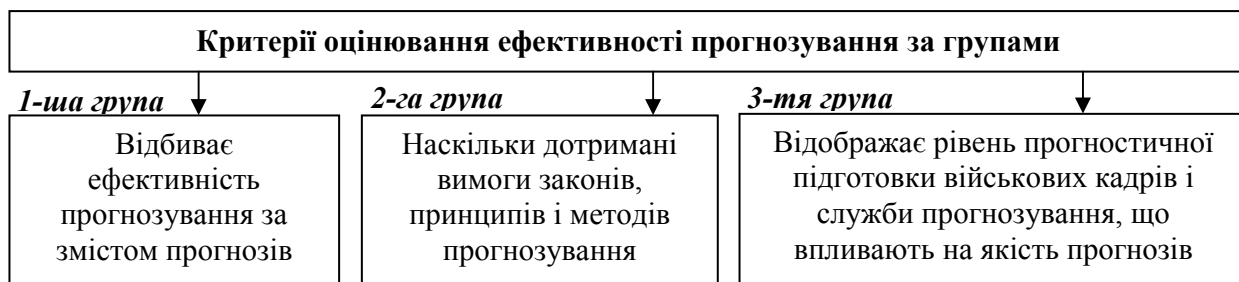 Критерії оцінювання ефективності прогнозування за групами
1-ша група
Відбиває
ефективність
прогнозування за
змістом прогнозів
2-га група
Наскільки дотримані
вимоги законів,
принципів і методів
прогнозування
3-тя група
Відображає рівень прогностичної
підготовки військових кадрів і
служби прогнозування, що
впливають на якість прогнозів